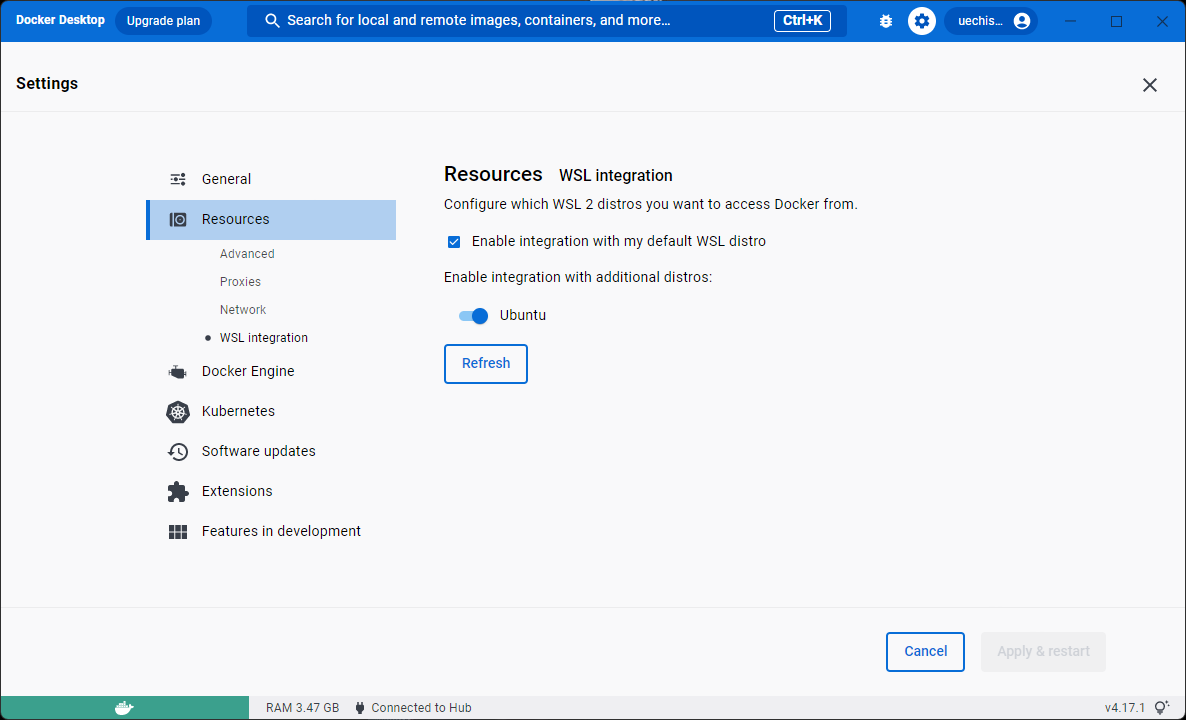 Docker Desktop Upgrade plan Search for local and remote images, containers, and more... Ctrl+K uechis...
Settings
General
Resources
Advanced
Proxies
Network
WSL integration
Docker Engine
Kubernetes
Software updates
Extensions
Features in development
Resources WSL integration
Configure which WSL 2 distros you want to access Docker from.
Enable integration with my default WSL distro
Enable integration with additional distros:
Ubuntu
Refresh
Cancel Apply & restart
RAM 3.47 GB Connected to Hub v4.17.1